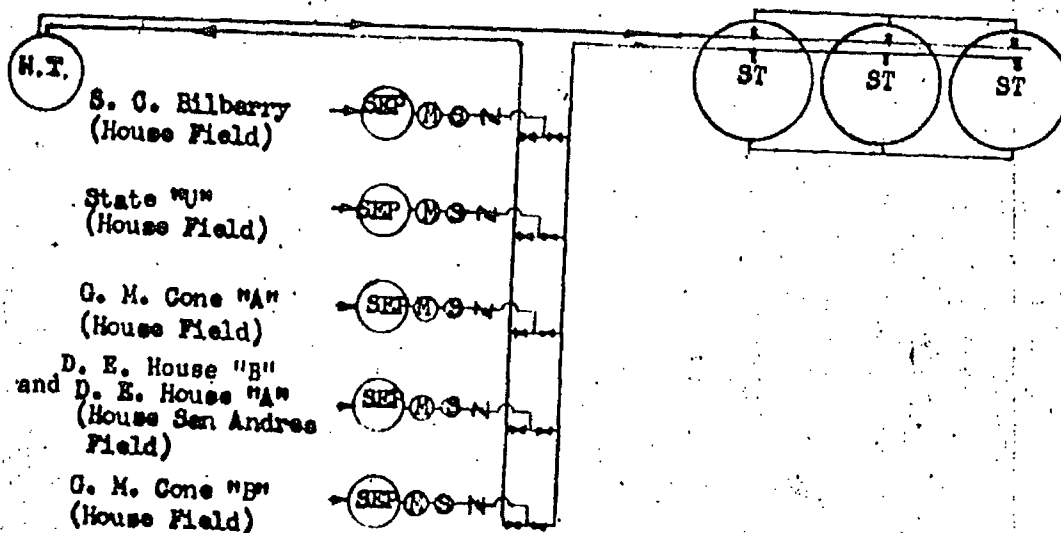 H.T.
ST ST ST
S. C. Bilberry SEP M S
(House Field)
State "U" SEP M S
(House Field)
G. M. Cone "A" SEP M S
(House Field)
D. E. House "B"
and D. E. House "A" SEP M S
(House San Andres
Field)
G. M. Cone "B" SEP M S
(House Field)